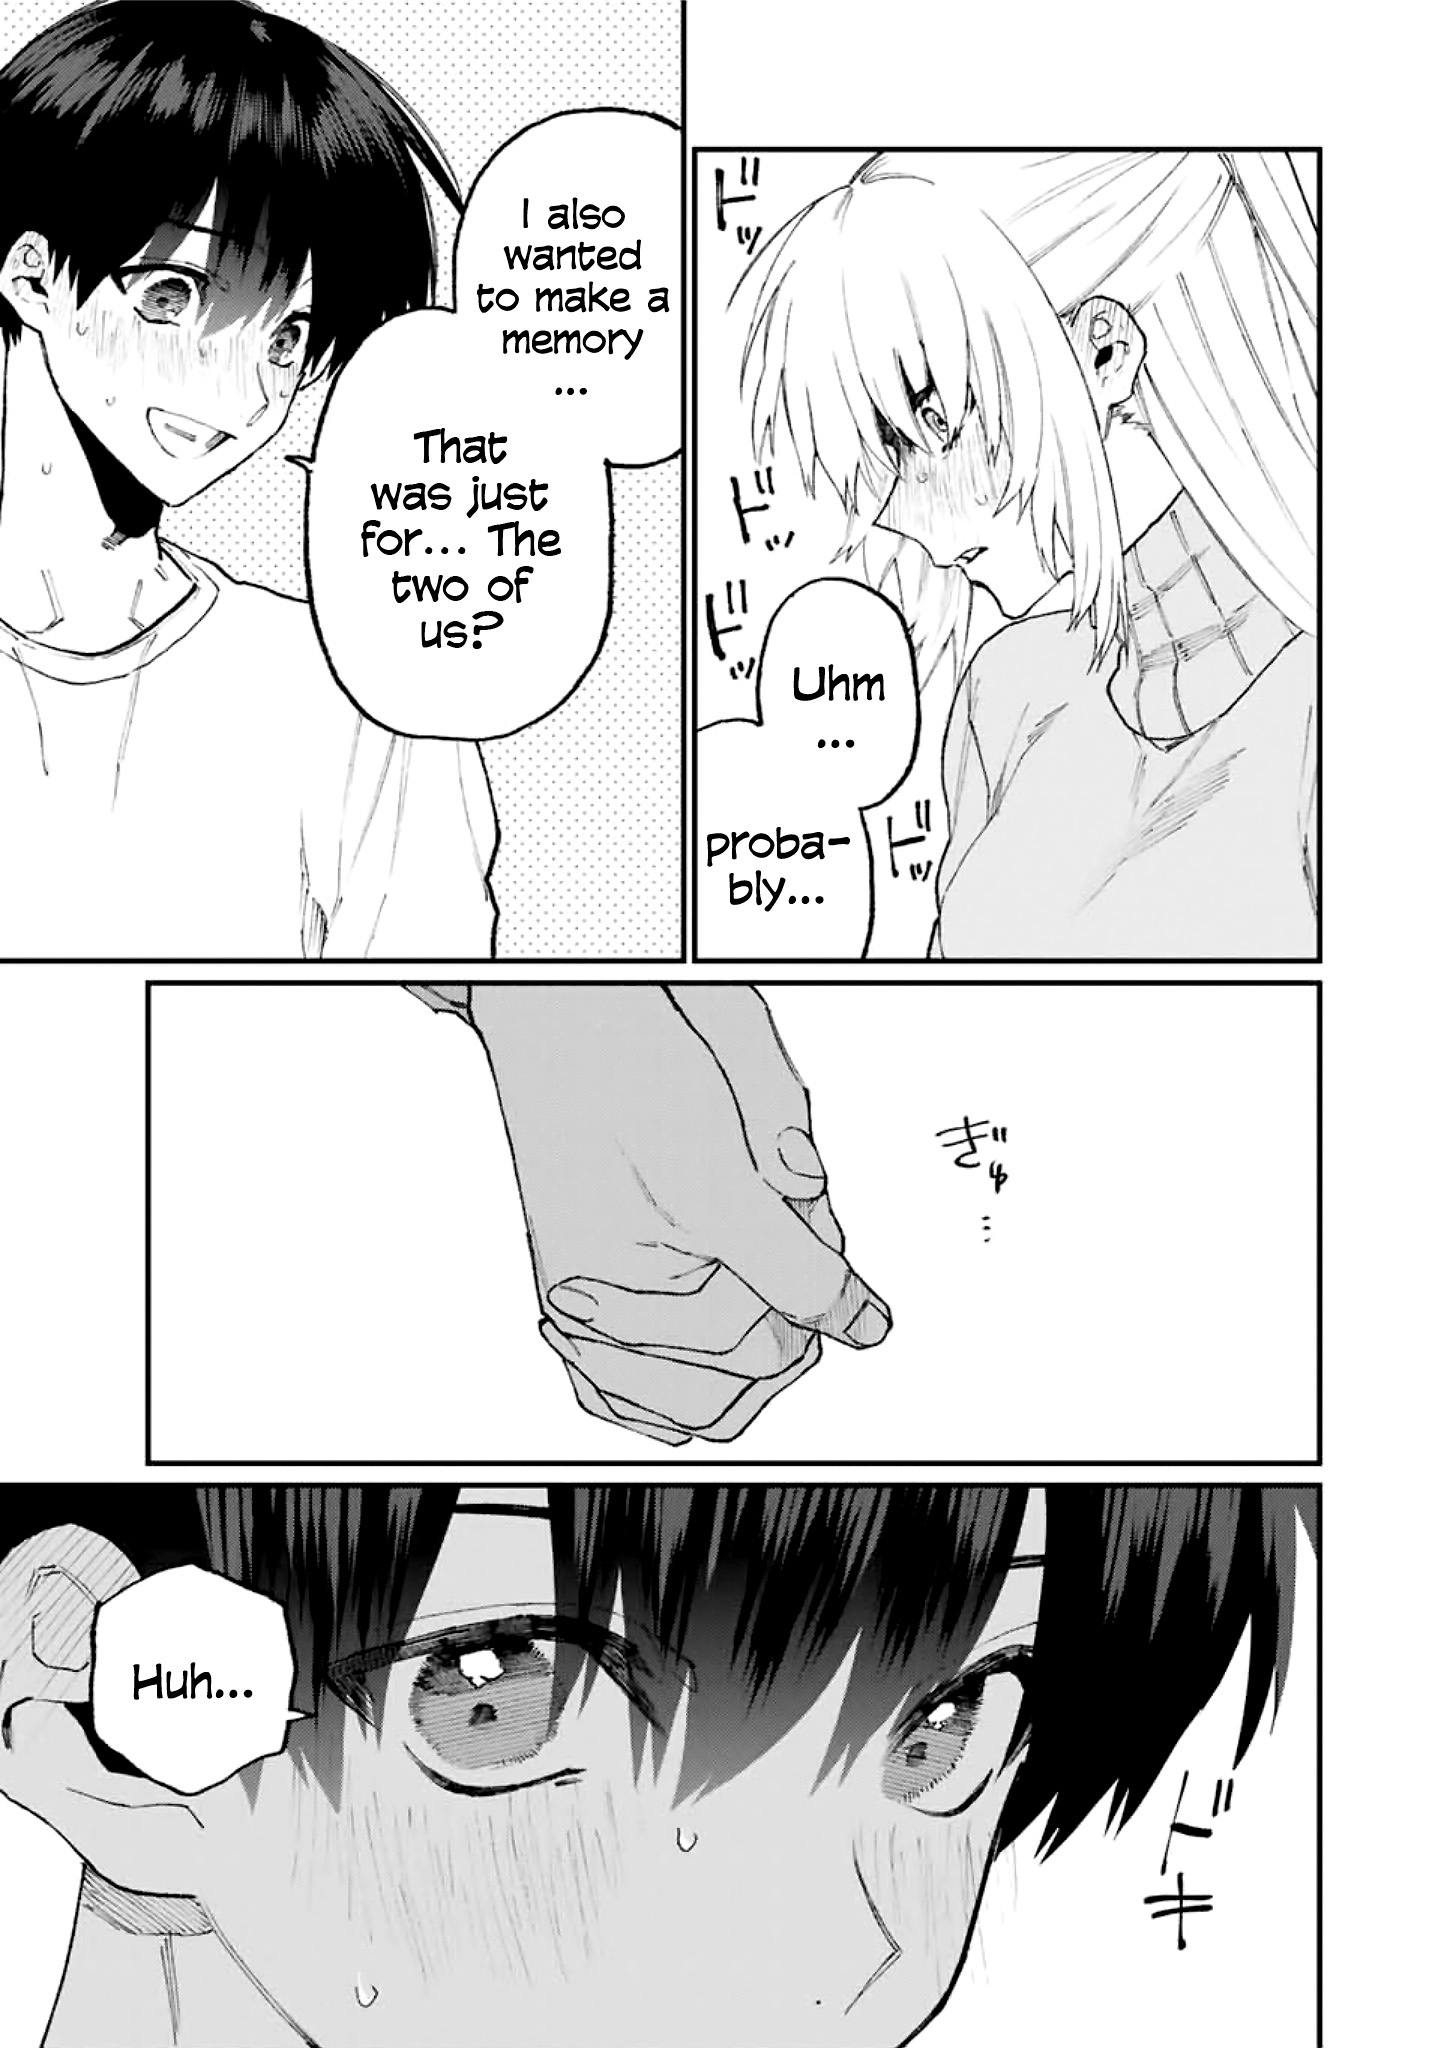 ドッ
ドッ
ドッ
ドッ
Uhm
...
proba-
bly...
I also
wanted
to make a
memory
...
That
was just
for... The
two of
us?
ぎゅ
...
Huh...
ドキ